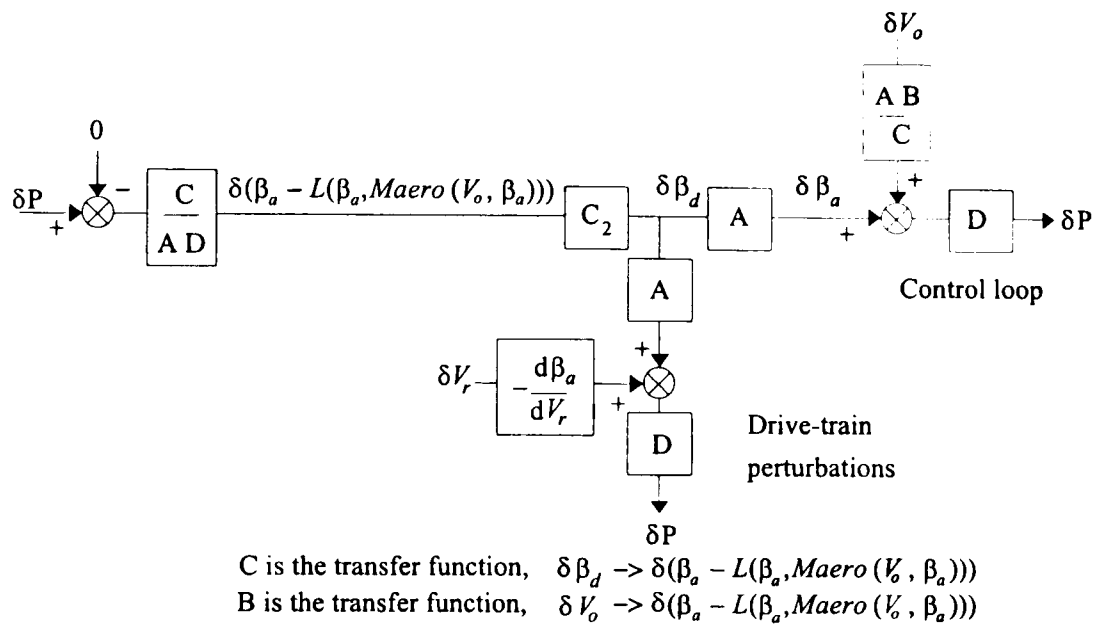 δV_o
A B
C
0
δP
+
−
C
A D
δ(β_a − L(β_a, Maero (V_o, β_a)))
C_2
δβ_d
A
δβ_a
+
+
D
δP
Control loop
A
+
δV_r
− dβ_a
dV_r
+
D
Drive-train
perturbations
δP
C is the transfer function, δβ_d -> δ(β_a − L(β_a, Maero (V_o, β_a)))
B is the transfer function, δV_o -> δ(β_a − L(β_a, Maero (V_o, β_a)))